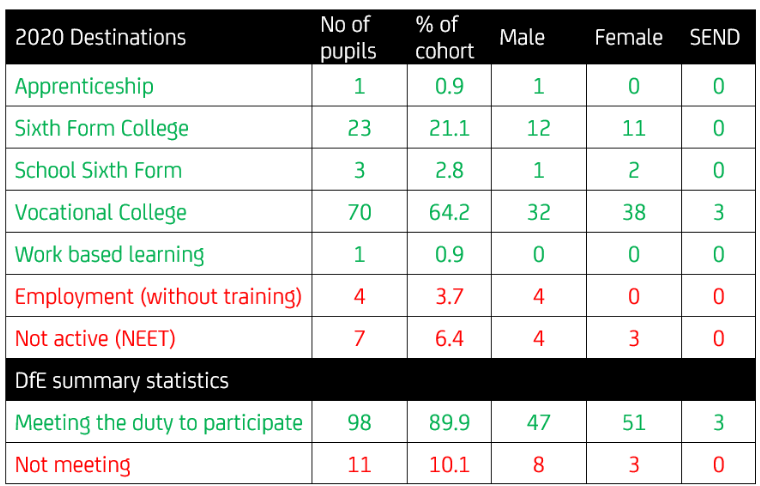 2020 Destinations No of pupils % of cohort Male Female SEND
Apprenticeship 1 0.9 1 0 0
Sixth Form College 23 21.1 12 11 0
School Sixth Form 3 2.8 1 2 0
Vocational College 70 64.2 32 38 3
Work based learning 1 0.9 0 0 0
Employment (without training) 4 3.7 4 0 0
Not active (NEET) 7 6.4 4 3 0
DfE summary statistics
Meeting the duty to participate 98 89.9 47 51 3
Not meeting 11 10.1 8 3 0